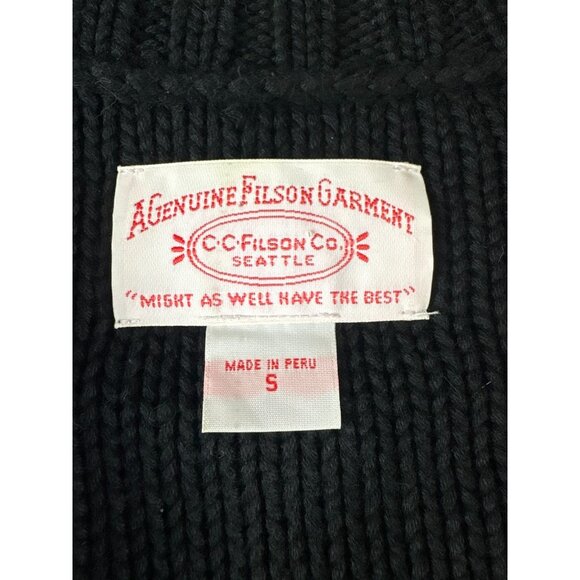 A GENUINE FILSON GARMENT
C.C. FILSON CO.
SEATTLE
"MIGHT AS WELL HAVE THE BEST"
MADE IN PERU
S